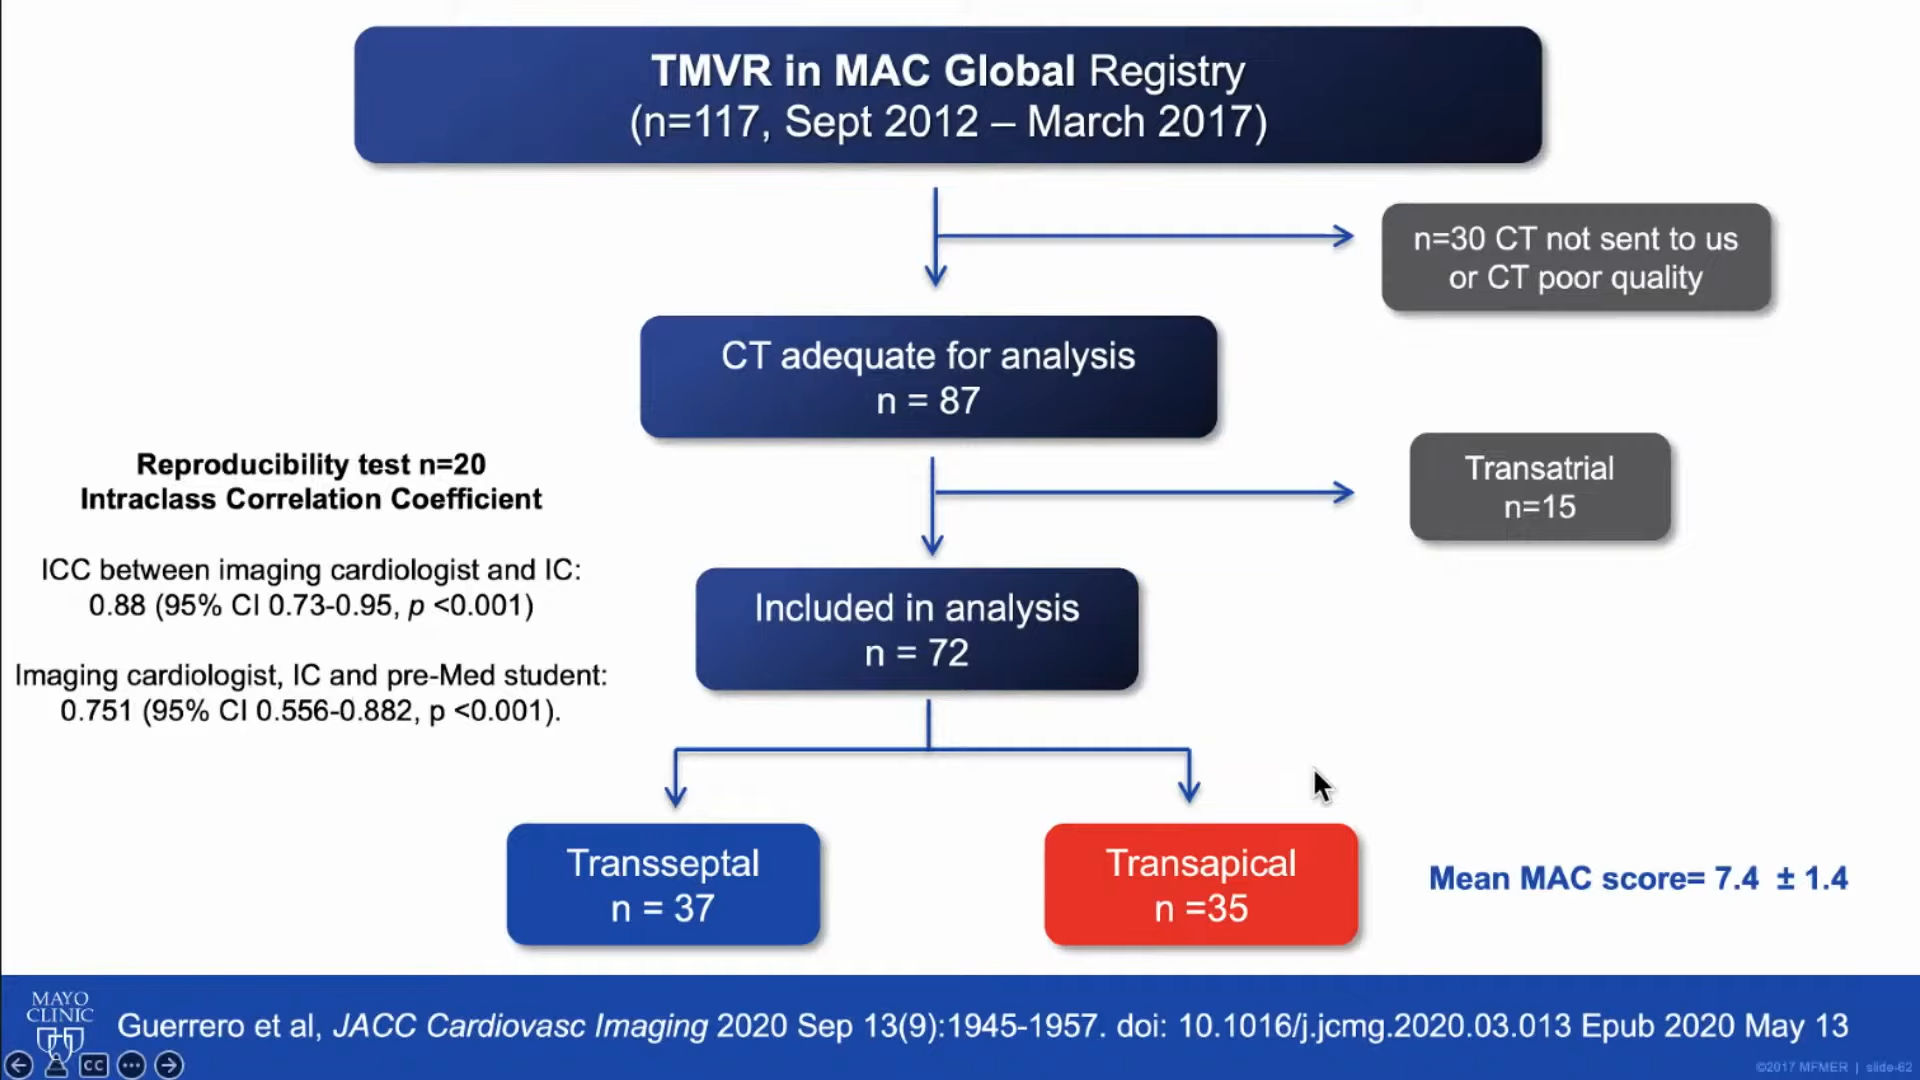 TMVR in MAC Global Registry
(n=117, Sept 2012 – March 2017)
n=30 CT not sent to us
or CT poor quality
CT adequate for analysis
n = 87
Transatrial
n=15
Reproducibility test n=20
Intraclass Correlation Coefficient
ICC between imaging cardiologist and IC:
0.88 (95% CI 0.73-0.95, p <0.001)
Imaging cardiologist, IC and pre-Med student:
0.751 (95% CI 0.556-0.882, p <0.001).
Included in analysis
n = 72
Transseptal
n = 37
Transapical
n =35
Mean MAC score= 7.4 ± 1.4
MAYO
CLINIC
Guerrero et al, JACC Cardiovasc Imaging 2020 Sep 13(9):1945-1957. doi: 10.1016/j.jcmg.2020.03.013 Epub 2020 May 13
CC
©2017 MFMER | slide-62